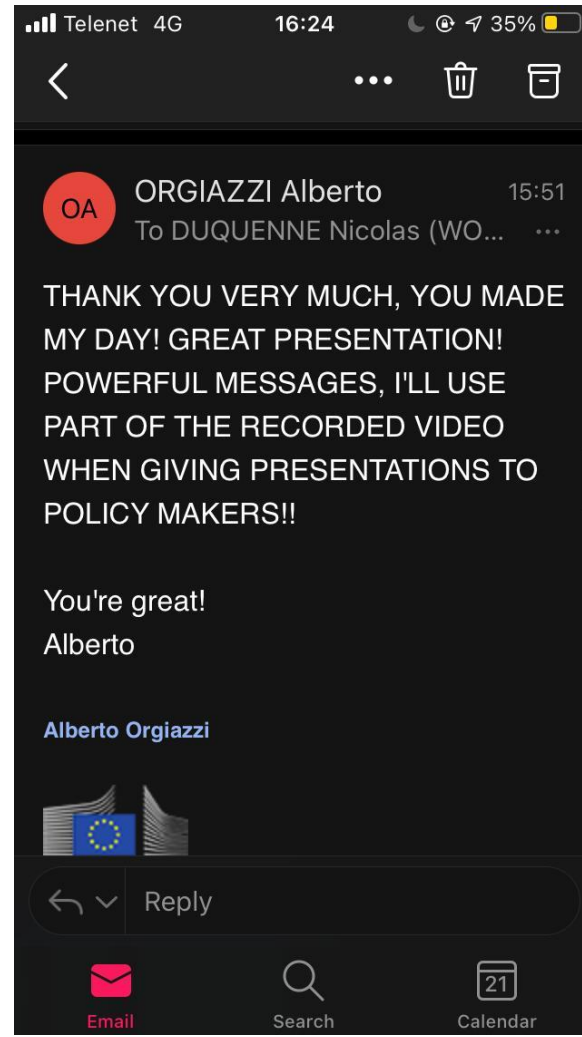 Telenet 4G 16:24 35%
ORGIAZZI Alberto 15:51
OA
To DUQUENNE Nicolas (WO... ...
THANK YOU VERY MUCH, YOU MADE
MY DAY! GREAT PRESENTATION!
POWERFUL MESSAGES, I'LL USE
PART OF THE RECORDED VIDEO
WHEN GIVING PRESENTATIONS TO
POLICY MAKERS!!
You're great!
Alberto
Alberto Orgiazzi
Reply
21
Email Search Calendar